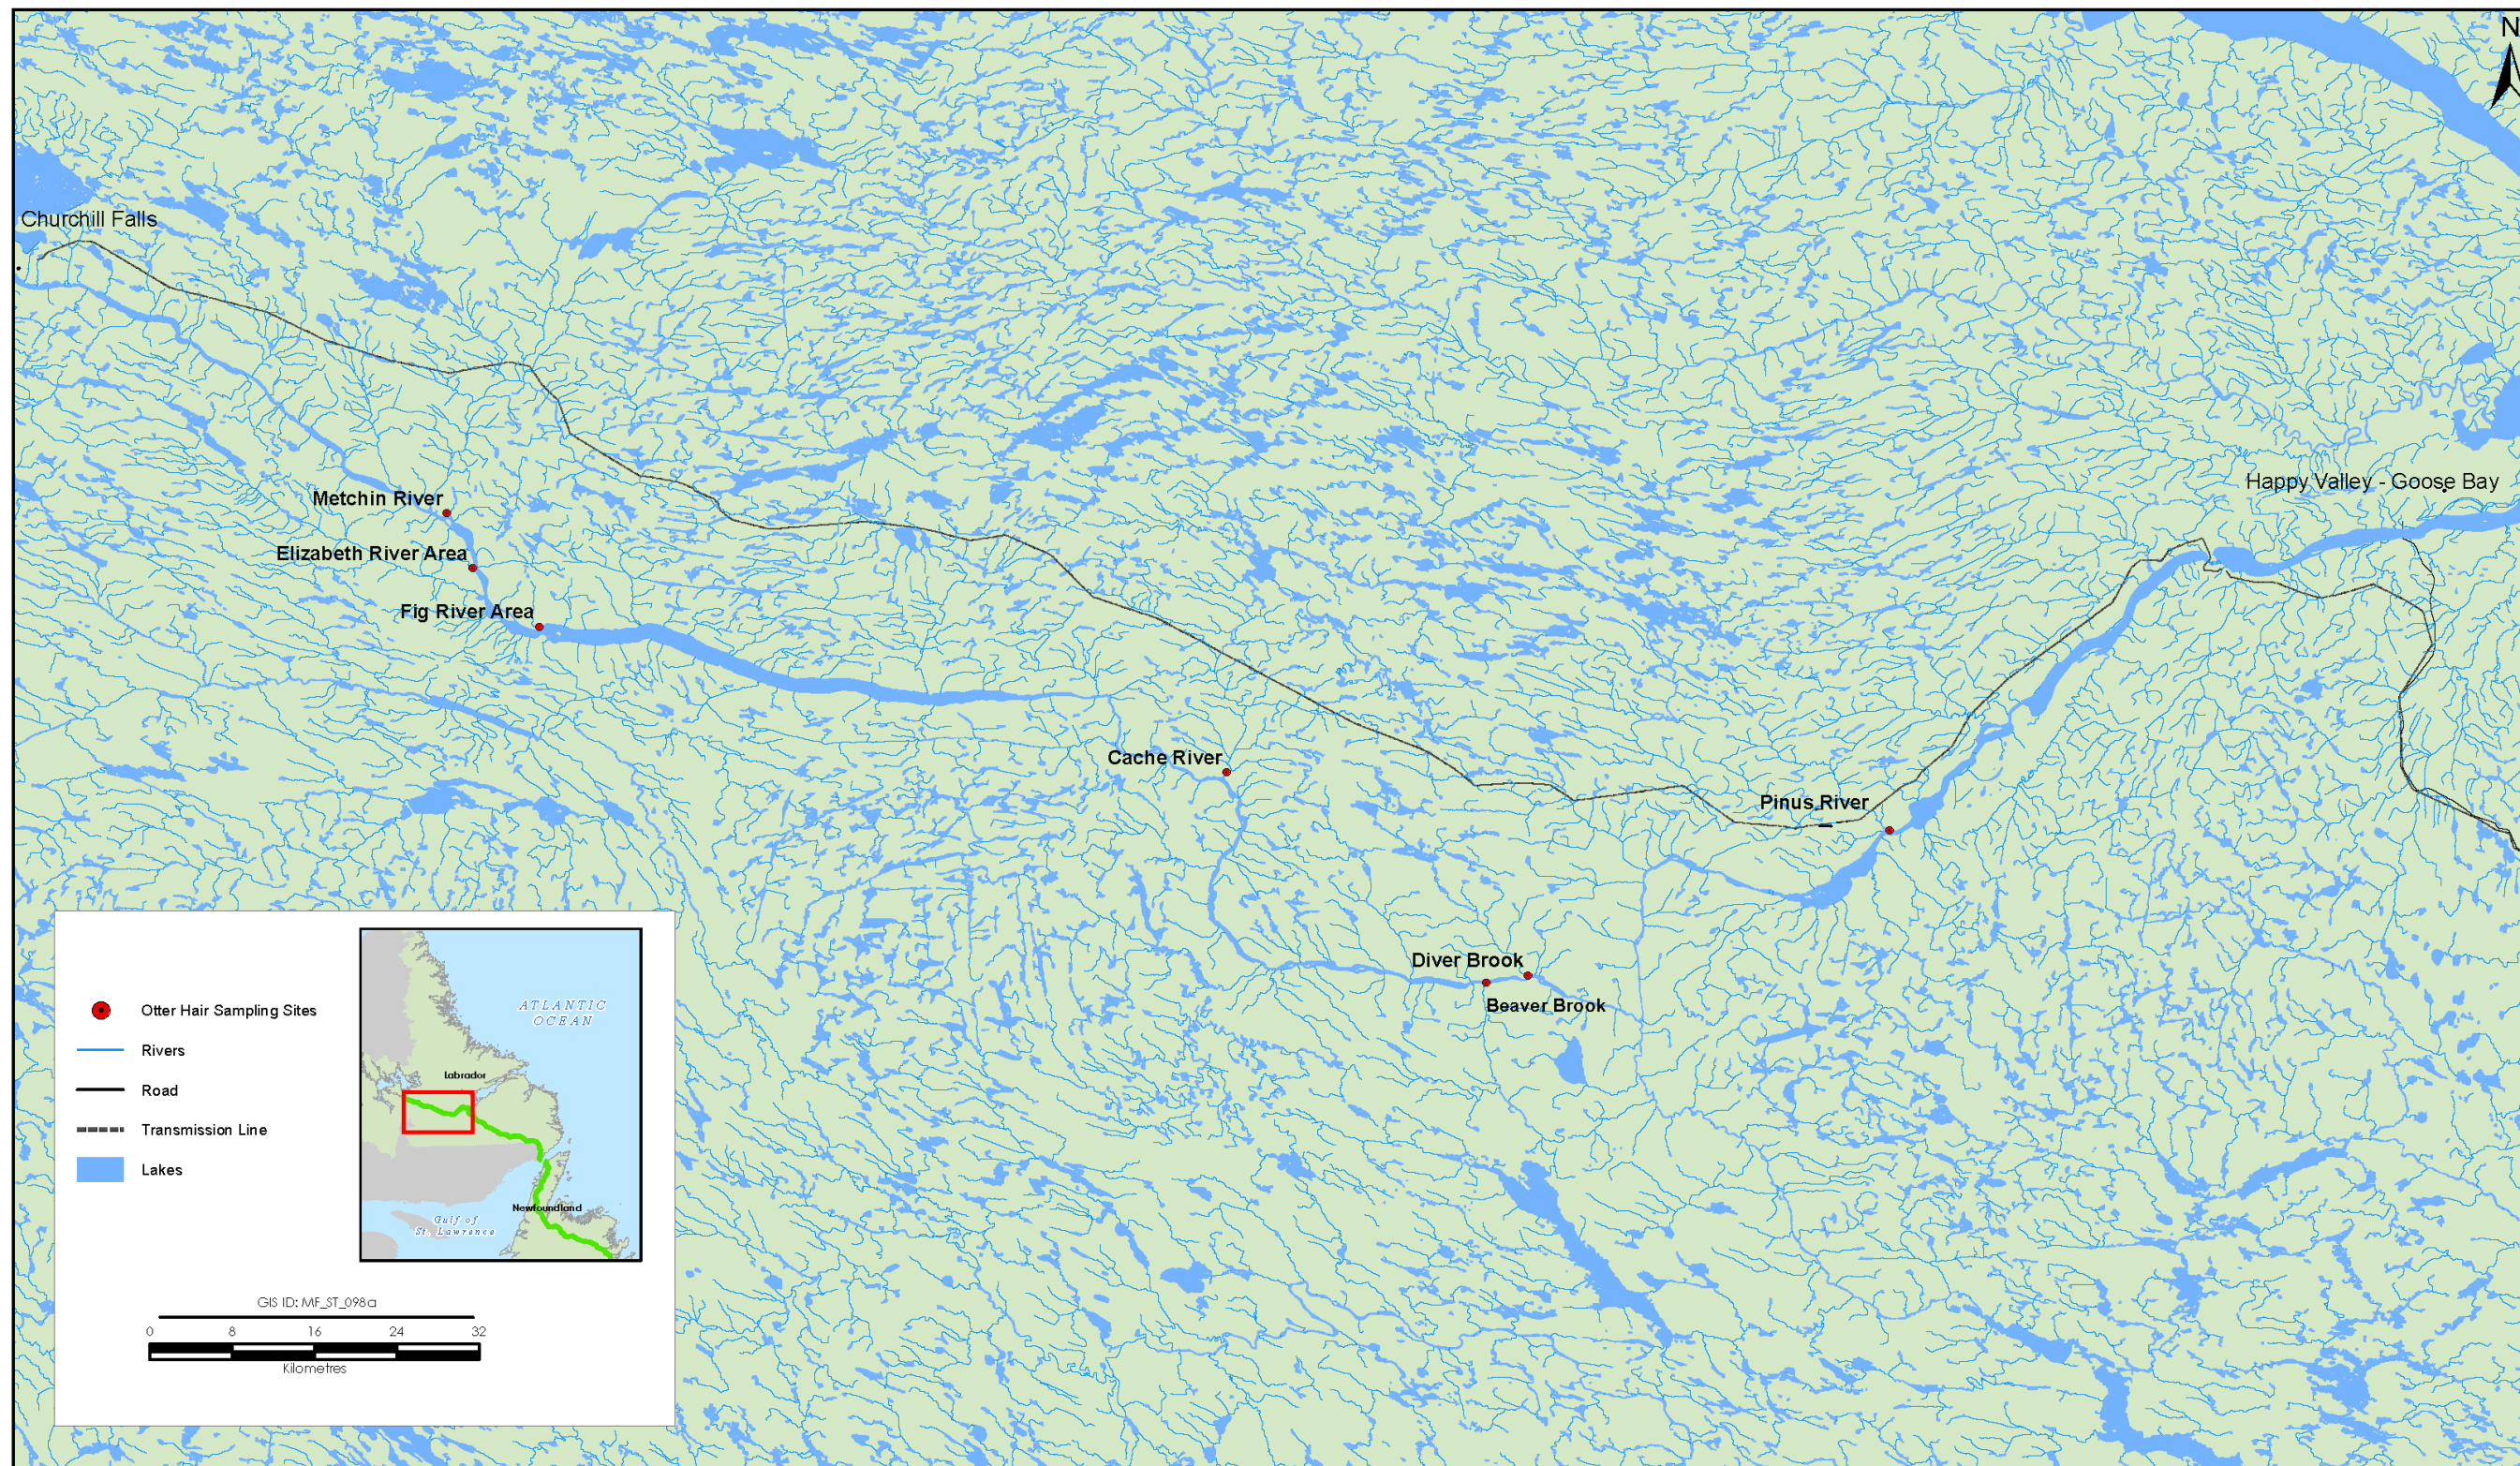 N
Churchill Falls
Happy Valley - Goose Bay
Metchin River
Elizabeth River Area
Fig River Area
Cache River
Pinus River
Diver Brook
Beaver Brook
Otter Hair Sampling Sites
Rivers
Road
Transmission Line
Lakes
ATLANTIC
OCEAN
Labrador
Newfoundland
Gulf of
St. Lawrence
GIS ID: MF_ST_098a
0 8 16 24 32
Kilometres